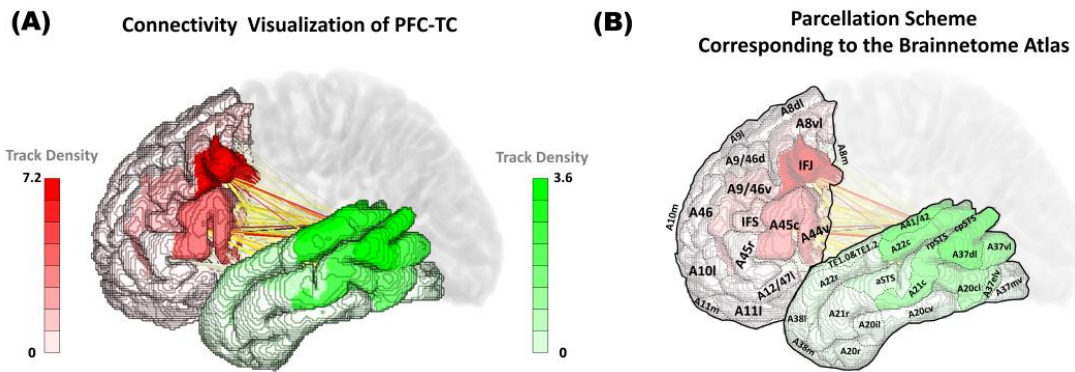 (A)
Connectivity Visualization of PFC-TC
Track Density
7.2
0
Track Density
3.6
0
(B)
Parcellation Scheme
Corresponding to the Brainnetome Atlas
A8dl
A8vl
A9l
A8m
A9/46d
IFJ
A9/46v
A10m
A46
IFS
A45c
A44v
A45r
A10l
A12/47l
A11m
A11l
A41/42
TE1.0&TE1.2
A22c
rpSTS
cpSTS
A37dl
A37vl
A22r
aSTS
A21c
A20cl
A37elv
A37mv
A38l
A21r
A20il
A20cv
A38m
A20r